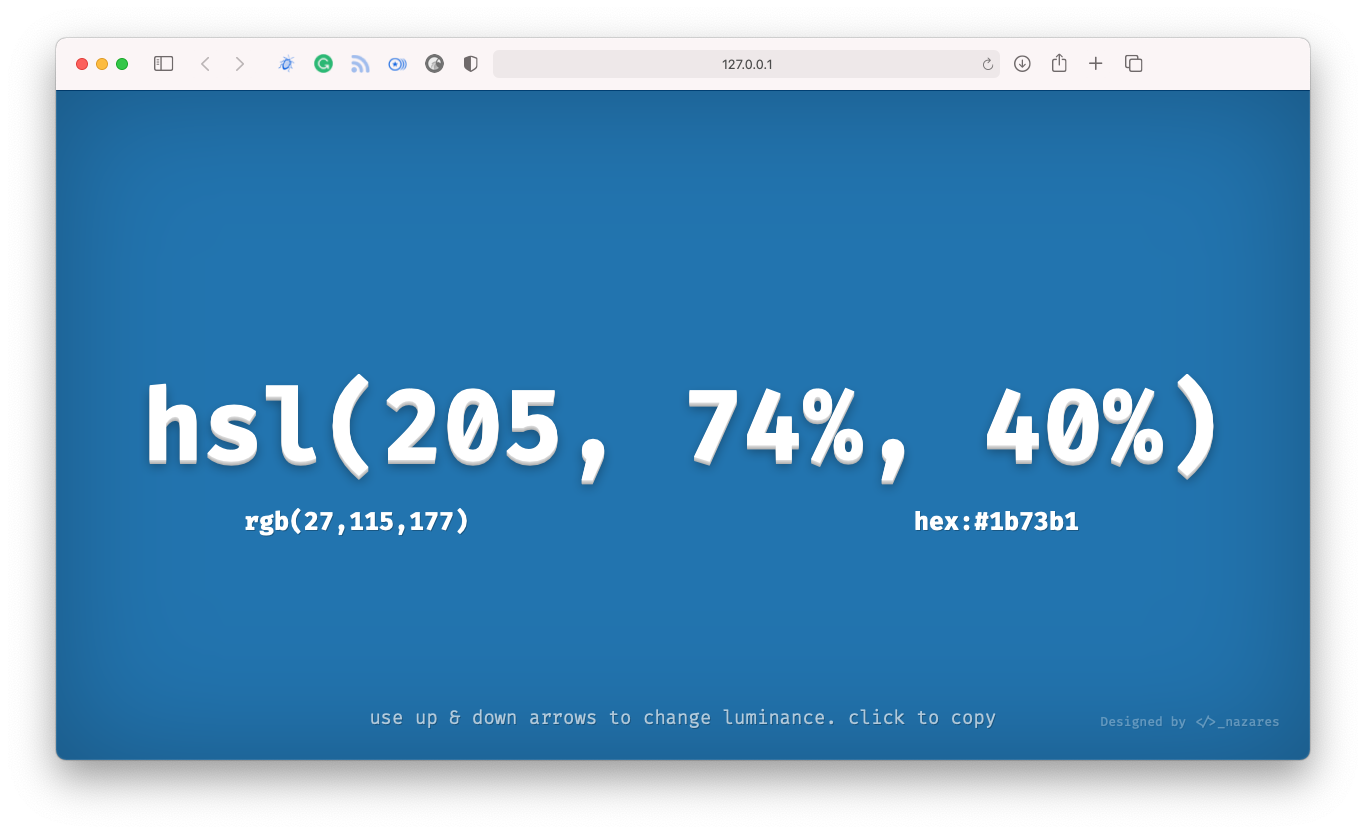 127.0.0.1
hsl(205, 74%, 40%)
rgb(27,115,177)
hex:#1b73b1
use up & down arrows to change luminance. click to copy
Designed by </>_nazares